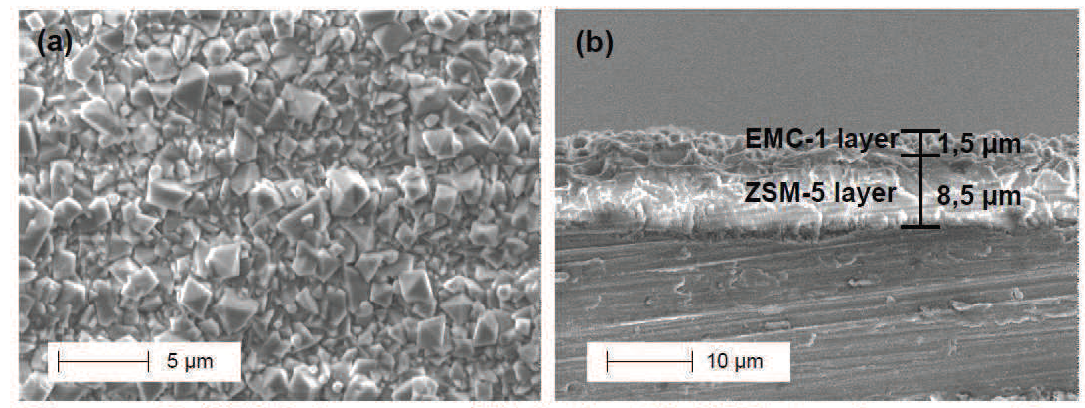 (a)
5 µm
(b)
EMC-1 layer
1,5 µm
ZSM-5 layer
8,5 µm
10 µm